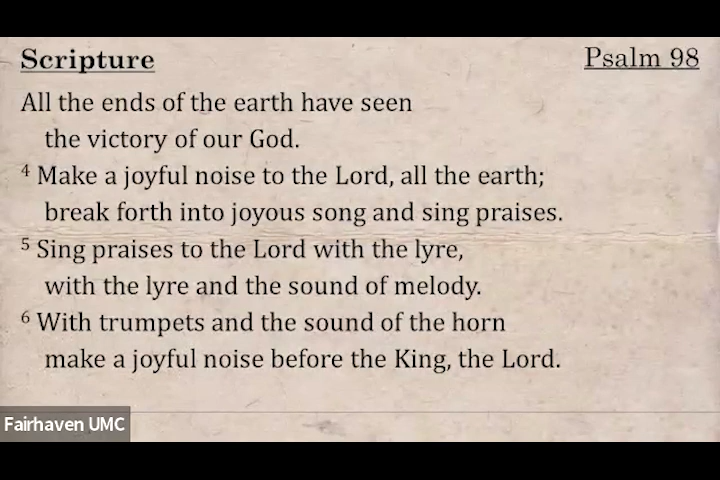 Scripture Psalm 98
All the ends of the earth have seen
the victory of our God.
4 Make a joyful noise to the Lord, all the earth;
break forth into joyous song and sing praises.
5 Sing praises to the Lord with the lyre,
with the lyre and the sound of melody.
6 With trumpets and the sound of the horn
make a joyful noise before the King, the Lord.
Fairhaven UMC